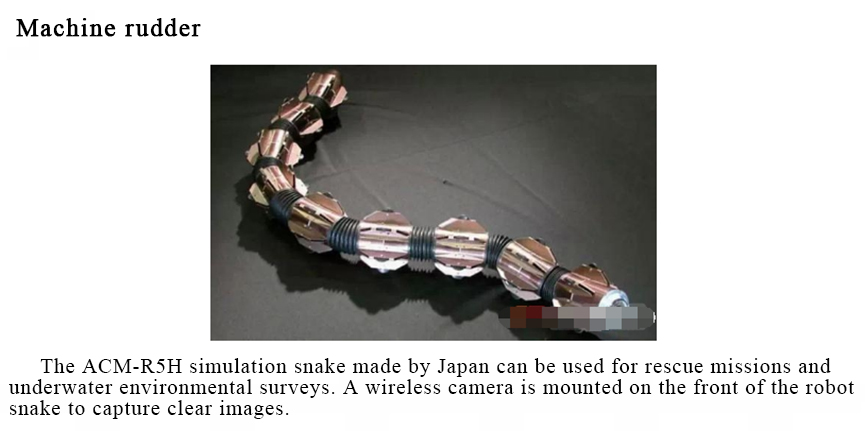 Machine rudder
The ACM-R5H simulation snake made by Japan can be used for rescue missions and
underwater environmental surveys. A wireless camera is mounted on the front of the robot
snake to capture clear images.